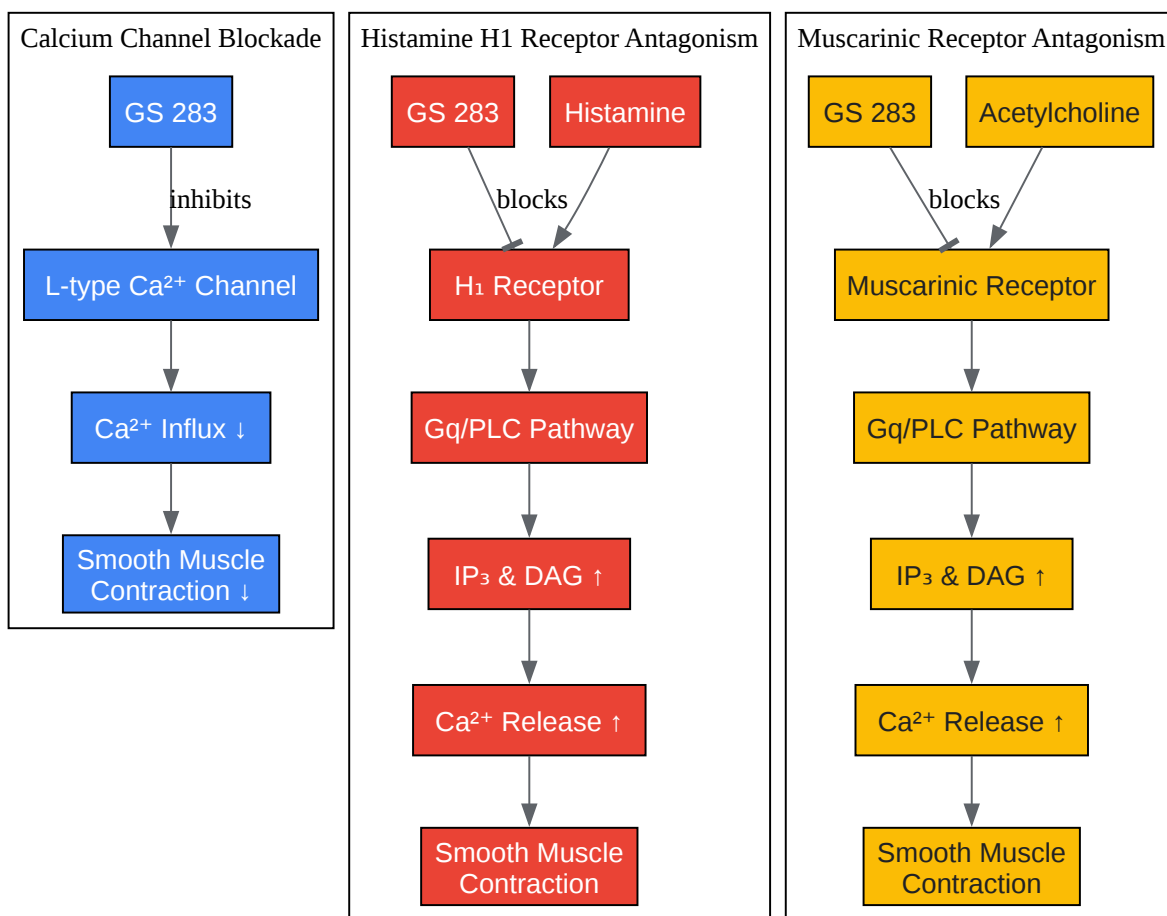 Calcium Channel Blockade
GS 283
inhibits
L-type Ca²⁺ Channel
Ca²⁺ Influx ↓
Smooth Muscle
Contraction ↓
Histamine H1 Receptor Antagonism
GS 283
Histamine
blocks
H₁ Receptor
Gq/PLC Pathway
IP₃ & DAG ↑
Ca²⁺ Release ↑
Smooth Muscle
Contraction
Muscarinic Receptor Antagonism
GS 283
Acetylcholine
blocks
Muscarinic Receptor
Gq/PLC Pathway
IP₃ & DAG ↑
Ca²⁺ Release ↑
Smooth Muscle
Contraction